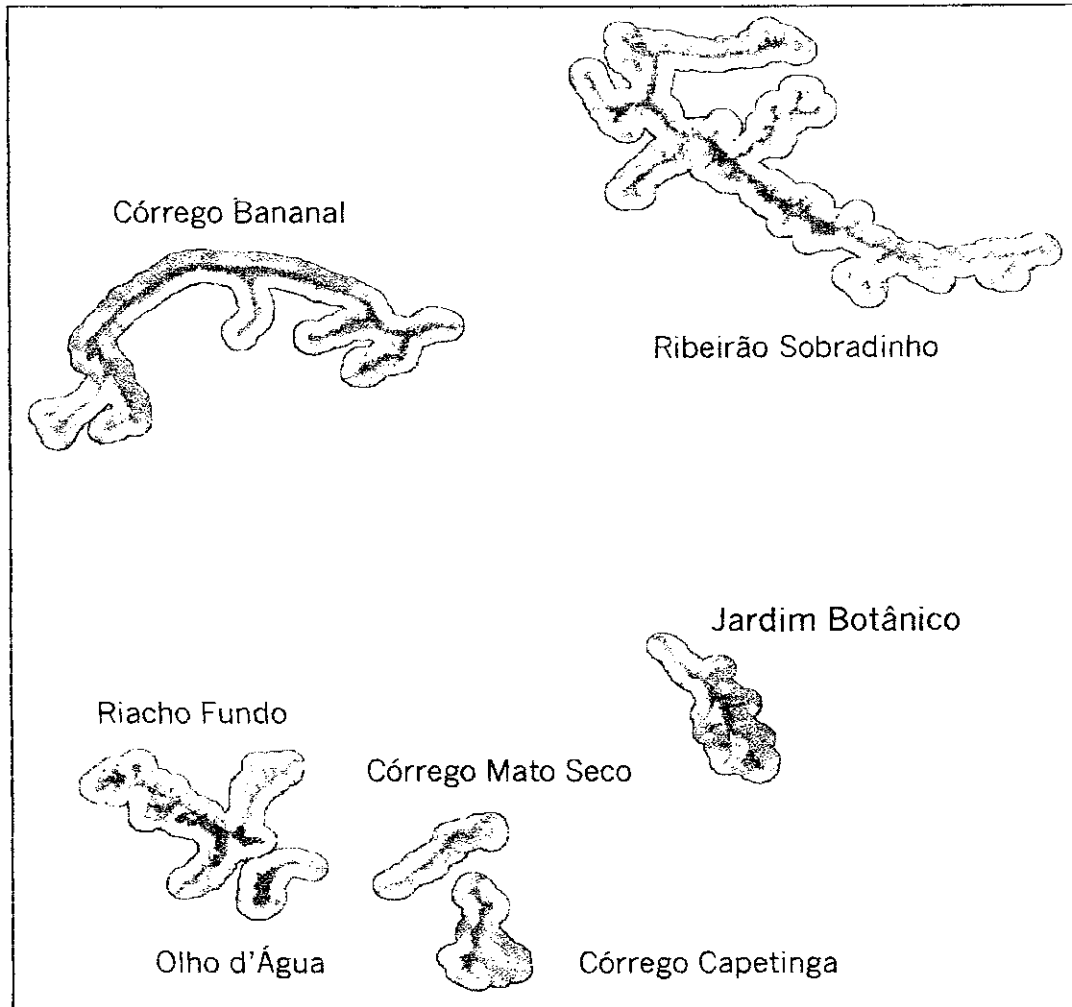 Córrego Bananal
Ribeirão Sobradinho
Jardim Botânico
Riacho Fundo
Córrego Mato Seco
Olho d'Água
Córrego Capetinga